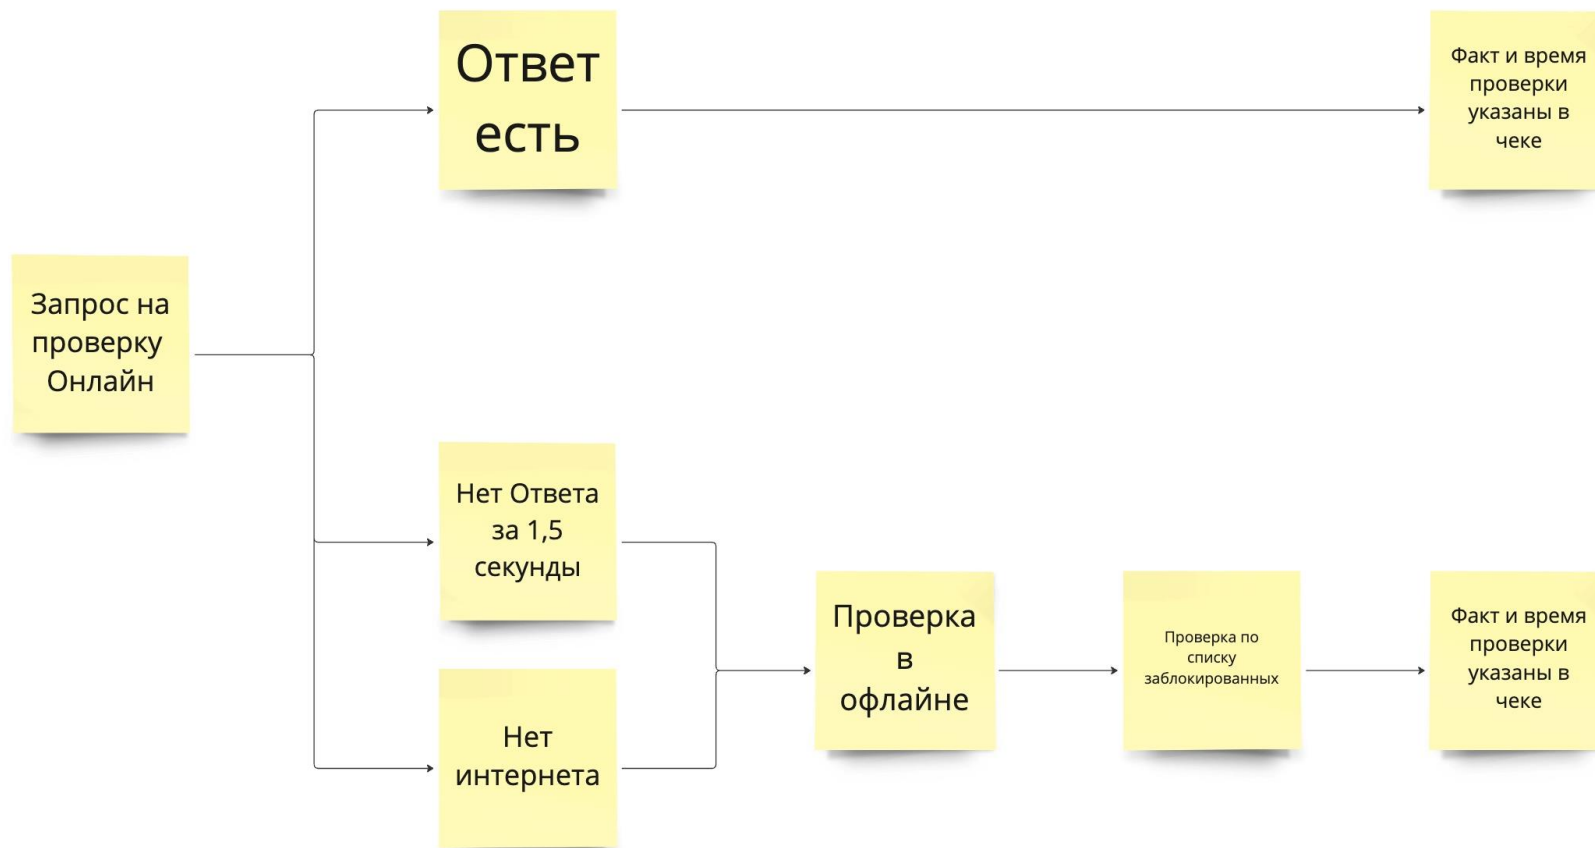 Ответ
есть
Факт и время
проверки
указаны в
чеке
Запрос на
проверку
Онлайн
Нет Ответа
за 1,5
секунды
Нет
интернета
Проверка
в
офлайне
Проверка по
списку
заблокированных
Факт и время
проверки
указаны в
чеке